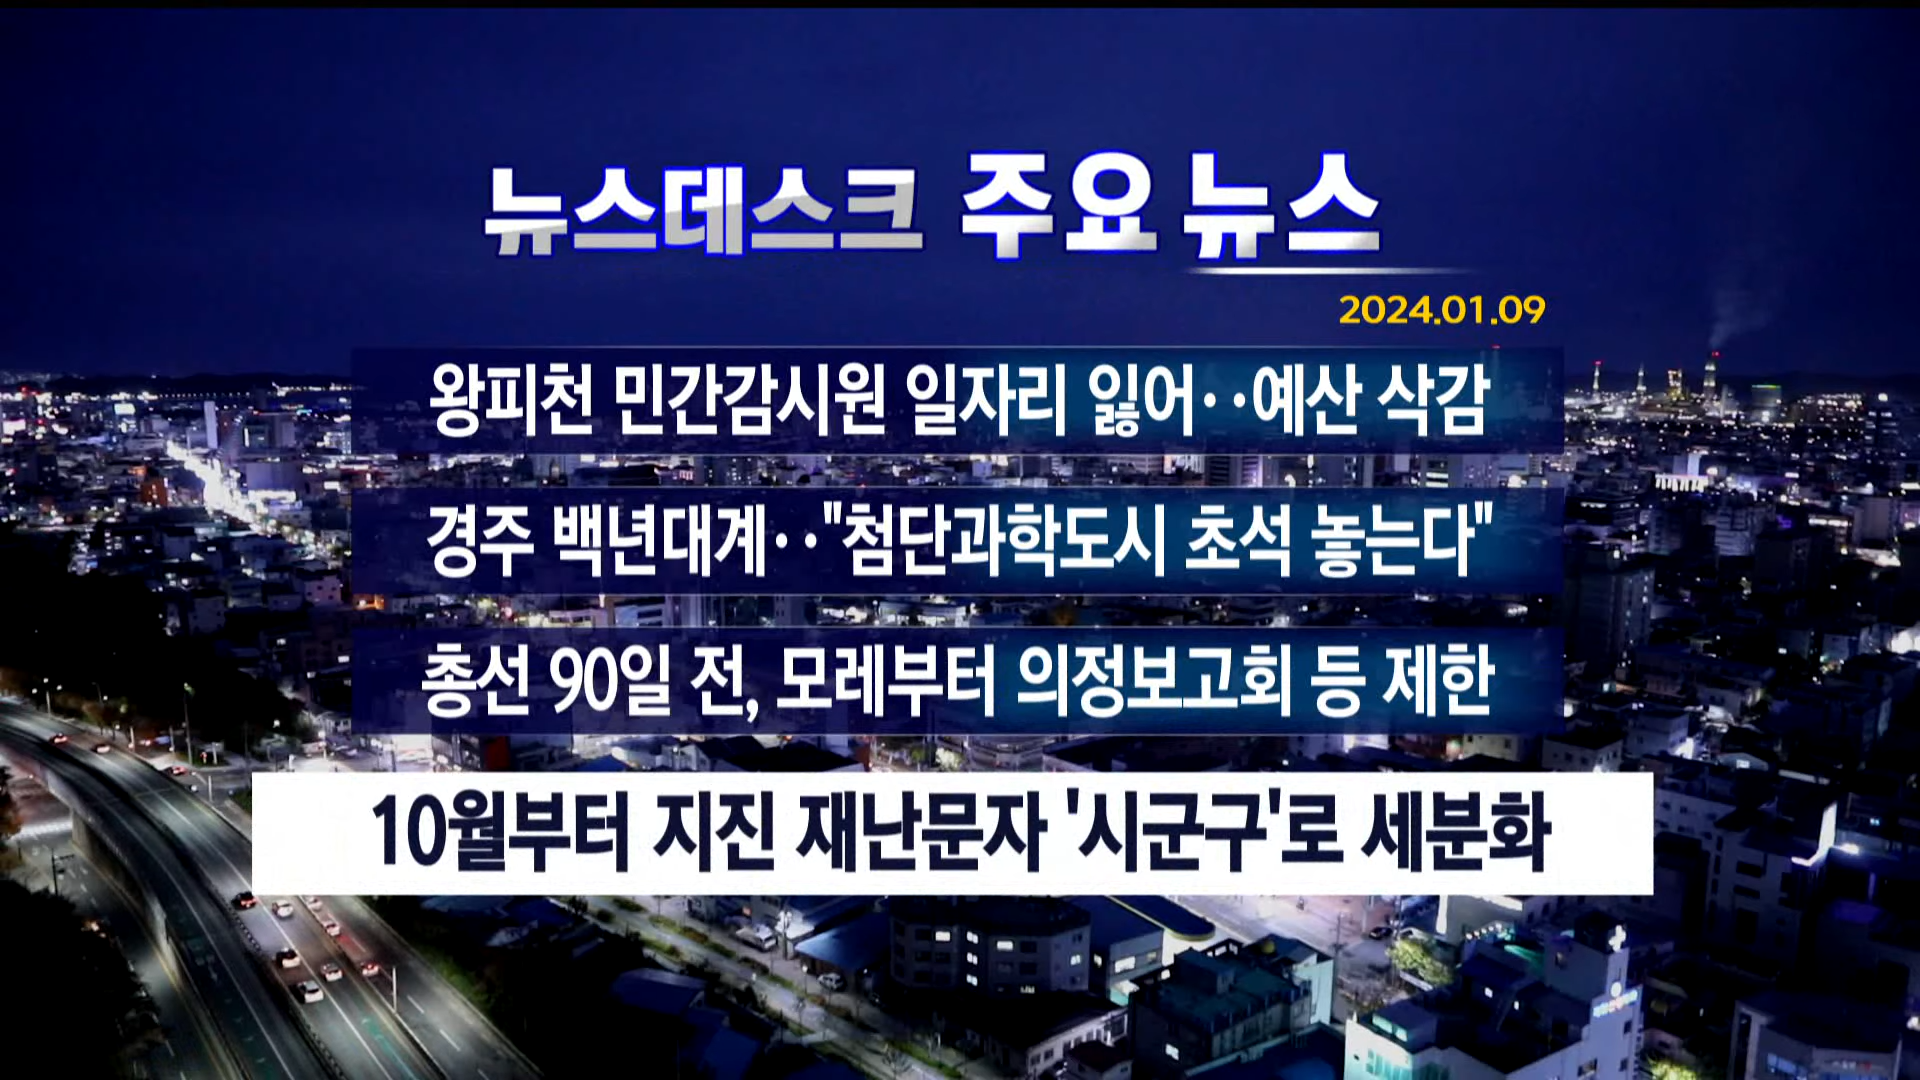 뉴스데스크 주요뉴스
2024.01.09
왕피천 민간감시원 일자리 잃어··예산 삭감
경주 백년대계··"첨단과학도시 초석 놓는다"
총선 90일 전, 모레부터 의정보고회 등 제한
10월부터 지진 재난문자 '시군구'로 세분화